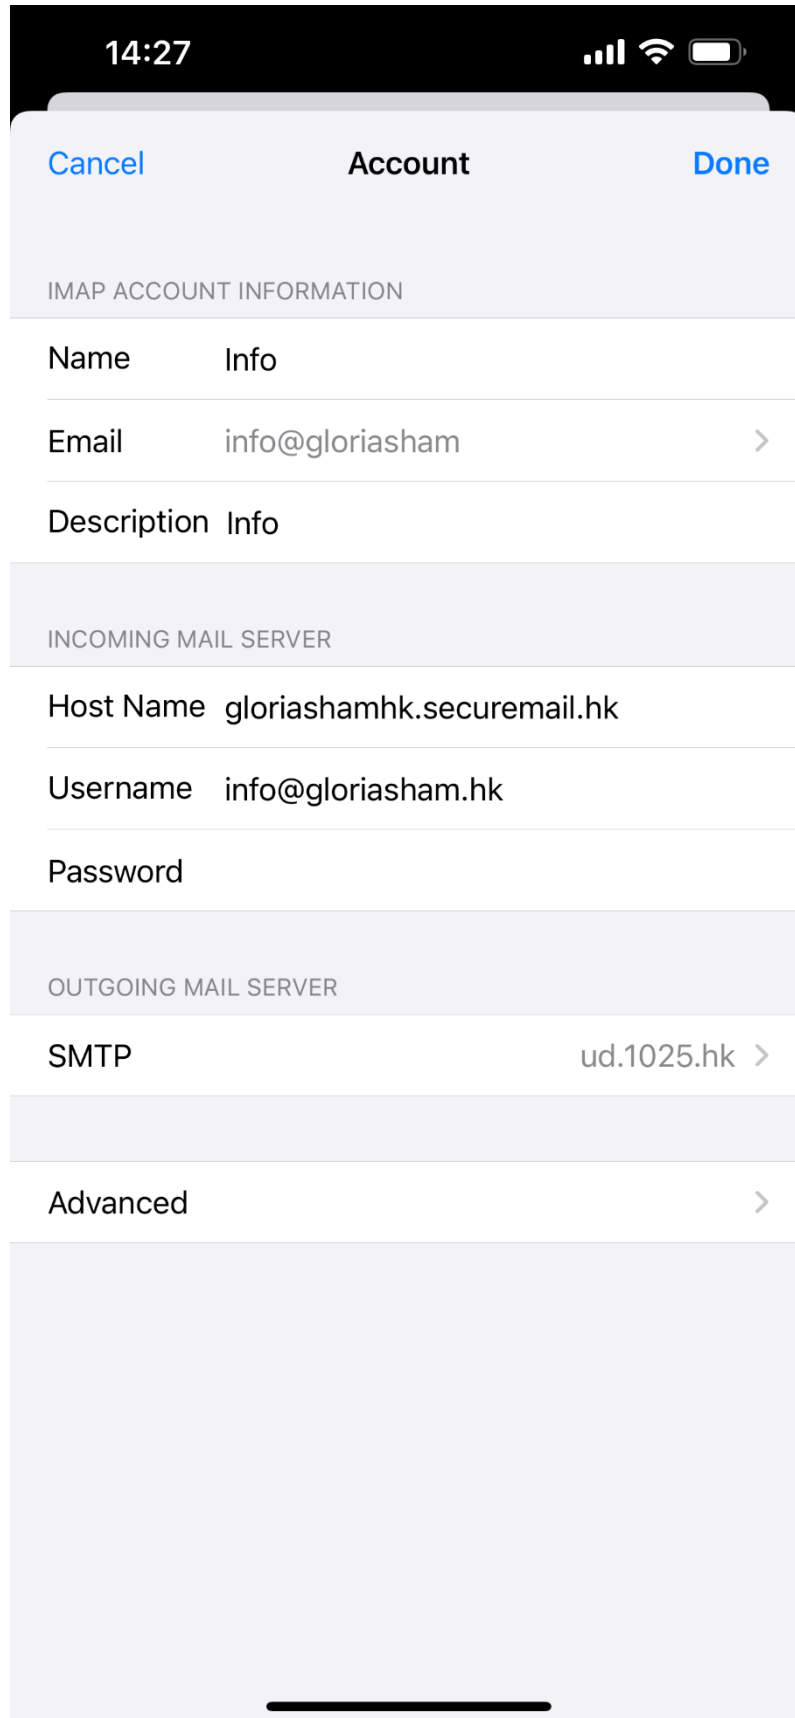 14:27
Cancel Account Done
IMAP ACCOUNT INFORMATION
Name Info
Email info@gloriasham
Description Info
INCOMING MAIL SERVER
Host Name gloriashamhk.securemail.hk
Username info@gloriasham.hk
Password
OUTGOING MAIL SERVER
SMTP ud.1025.hk
Advanced